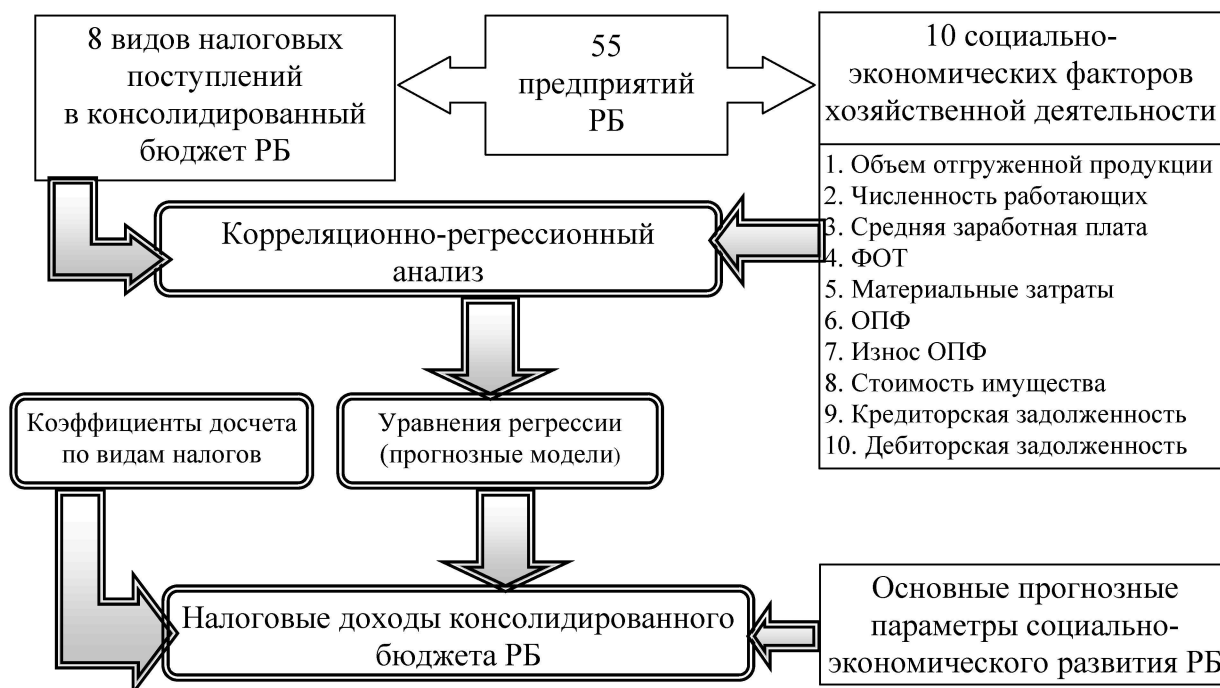 8 видов налоговых
поступлений
в консолидированный
бюджет РБ
55
предприятий
РБ
10 социально-
экономических факторов
хозяйственной деятельности
1. Объем отгруженной продукции
2. Численность работающих
3. Средняя заработная плата
4. ФОТ
5. Материальные затраты
6. ОПФ
7. Износ ОПФ
8. Стоимость имущества
9. Кредиторская задолженность
10. Дебиторская задолженность
Корреляционно-регрессионный
анализ
Коэффициенты досчета
по видам налогов
Уравнения регрессии
(прогнозные модели)
Налоговые доходы консолидированного
бюджета РБ
Основные прогнозные
параметры социально-
экономического развития РБ